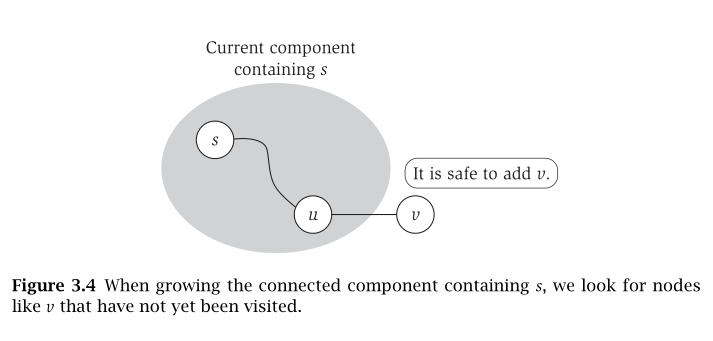 Current component
containing s
s
It is safe to add v.
u
v
Figure 3.4 When growing the connected component containing s, we look for nodes
like v that have not yet been visited.